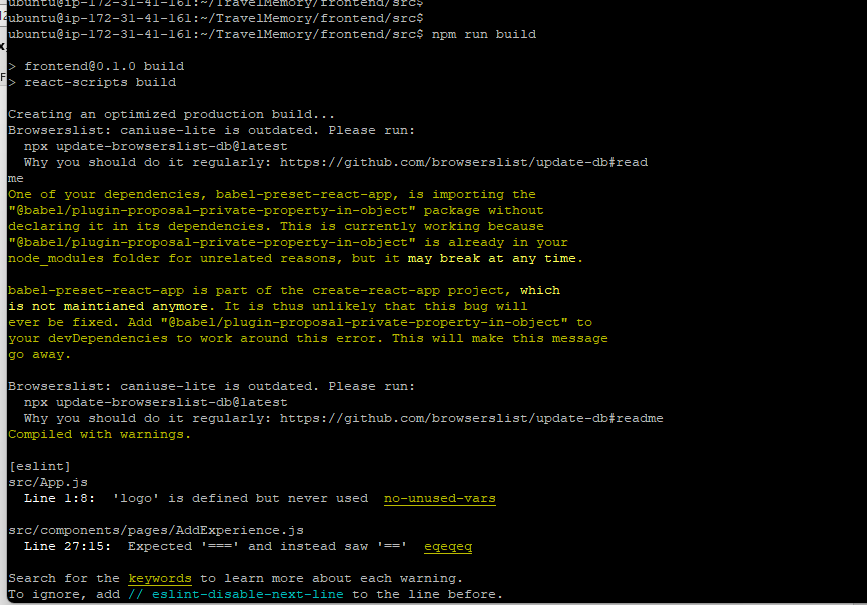 ubuntu@ip-172-31-41-161:~/TravelMemory/frontend/src$
ubuntu@ip-172-31-41-161:~/TravelMemory/frontend/src$
ubuntu@ip-172-31-41-161:~/TravelMemory/frontend/src$ npm run build
> frontend@0.1.0 build
> react-scripts build
Creating an optimized production build...
Browserslist: caniuse-lite is outdated. Please run:
npx update-browserslist-db@latest
Why you should do it regularly: https://github.com/browserslist/update-db#read
me
One of your dependencies, babel-preset-react-app, is importing the
"@babel/plugin-proposal-private-property-in-object" package without
declaring it in its dependencies. This is currently working because
"@babel/plugin-proposal-private-property-in-object" is already in your
node_modules folder for unrelated reasons, but it may break at any time.
babel-preset-react-app is part of the create-react-app project, which
is not maintianed anymore. It is thus unlikely that this bug will
ever be fixed. Add "@babel/plugin-proposal-private-property-in-object" to
your devDependencies to work around this error. This will make this message
go away.
Browserslist: caniuse-lite is outdated. Please run:
npx update-browserslist-db@latest
Why you should do it regularly: https://github.com/browserslist/update-db#readme
Compiled with warnings.
[eslint]
src/App.js
Line 1:8: 'logo' is defined but never used no-unused-vars
src/components/pages/AddExperience.js
Line 27:15: Expected '===' and instead saw '==' eqeqeq
Search for the keywords to learn more about each warning.
To ignore, add // eslint-disable-next-line to the line before.